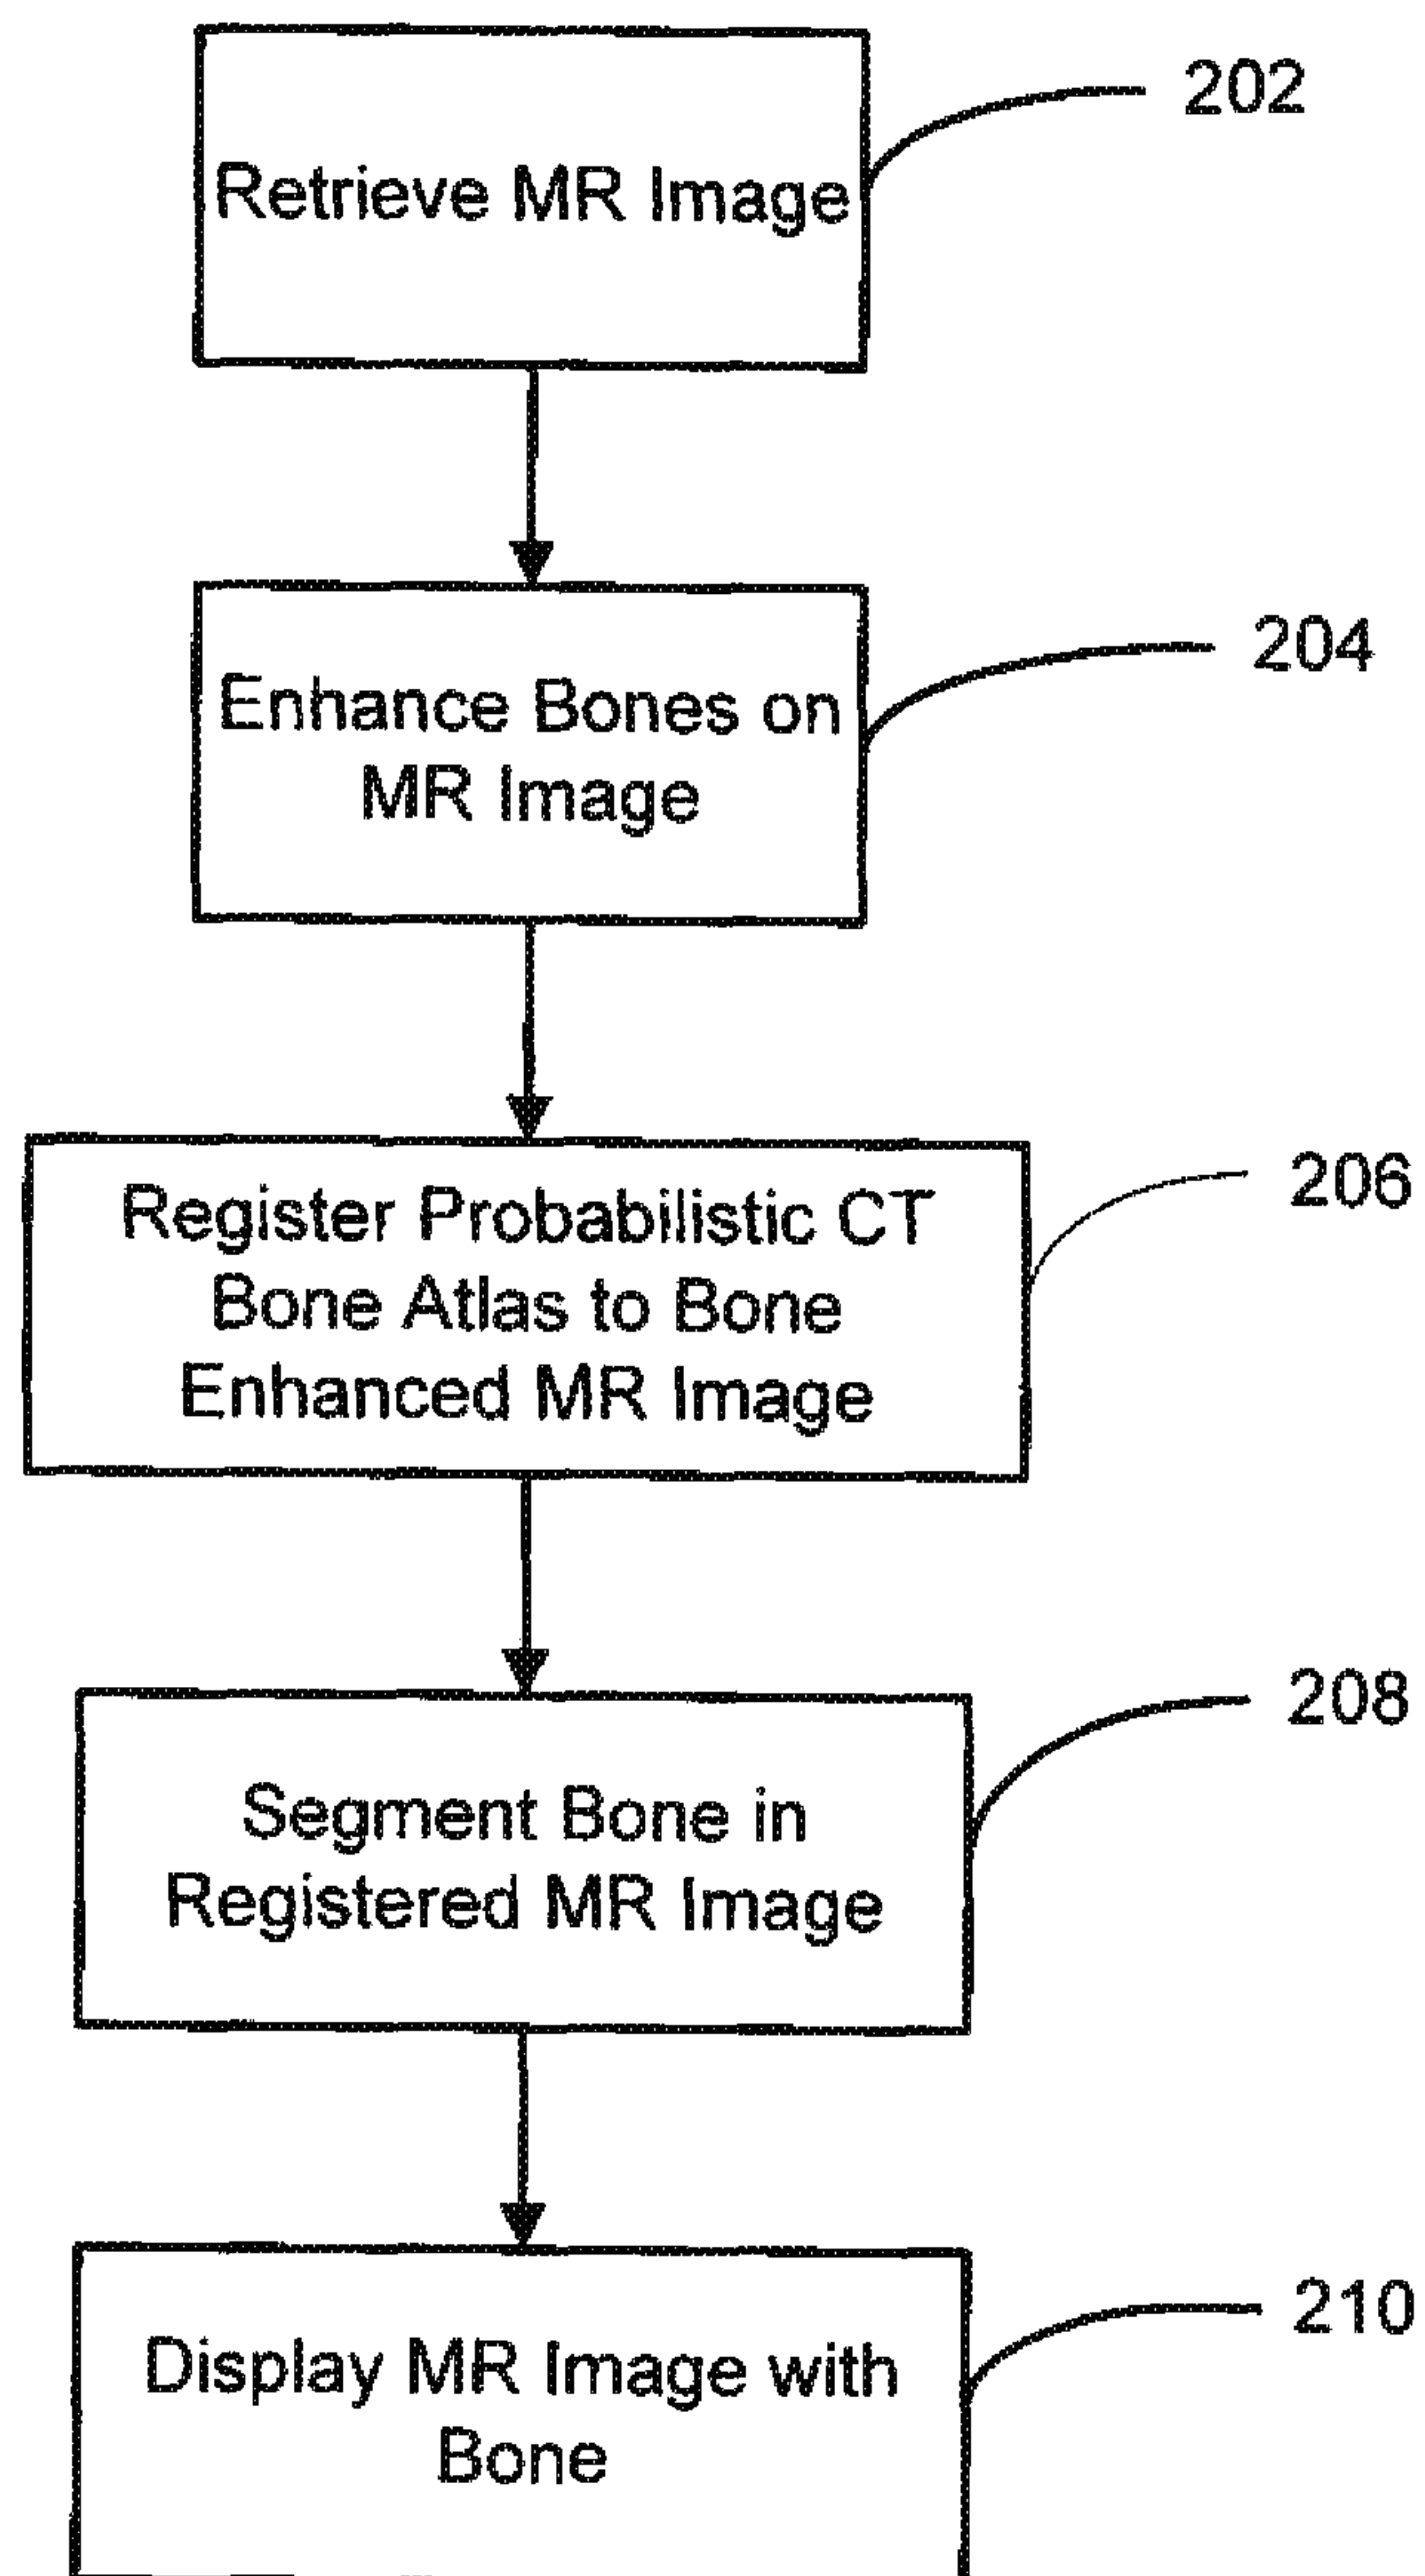 Retrieve MR Image
202
Enhance Bones on
MR Image
204
Register Probabilistic CT
Bone Atlas to Bone
Enhanced MR Image
206
Segment Bone in
Registered MR Image
208
Display MR Image with
Bone
210